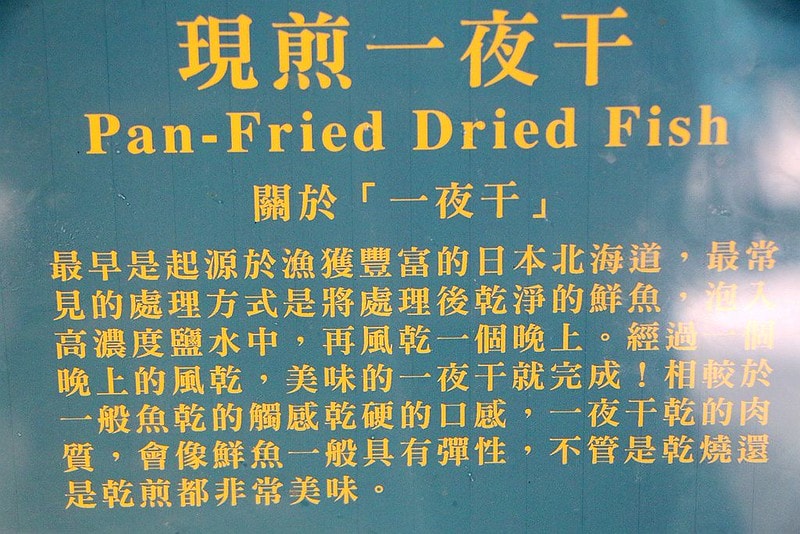 現煎一夜干
Pan-Fried Dried Fish
關於「一夜干」
最早是起源於漁獲豐富的日本北海道，最常
見的處理方式是將處理後乾淨的鮮魚，泡入
高濃度鹽水中，再風乾一個晚上。經過一個
晚上的風乾，美味的一夜干就完成！相較於
一般魚乾的觸感乾硬的口感，一夜干乾的肉
質，會像鮮魚一般具有彈性，不管是乾燒還
是乾煎都非常美味。